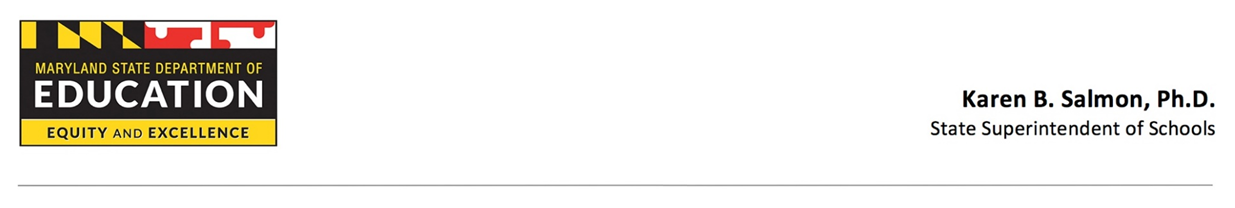 MARYLAND STATE DEPARTMENT OF
EDUCATION
EQUITY AND EXCELLENCE
Karen B. Salmon, Ph.D.
State Superintendent of Schools